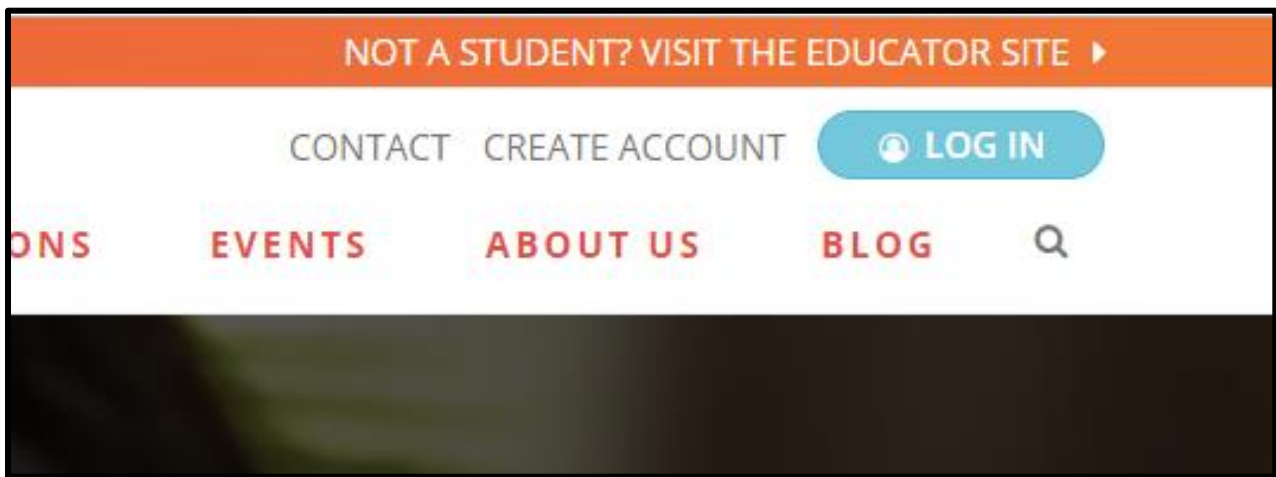 NOT A STUDENT? VISIT THE EDUCATOR SITE
CONTACT CREATE ACCOUNT LOG IN
ONS EVENTS ABOUT US BLOG